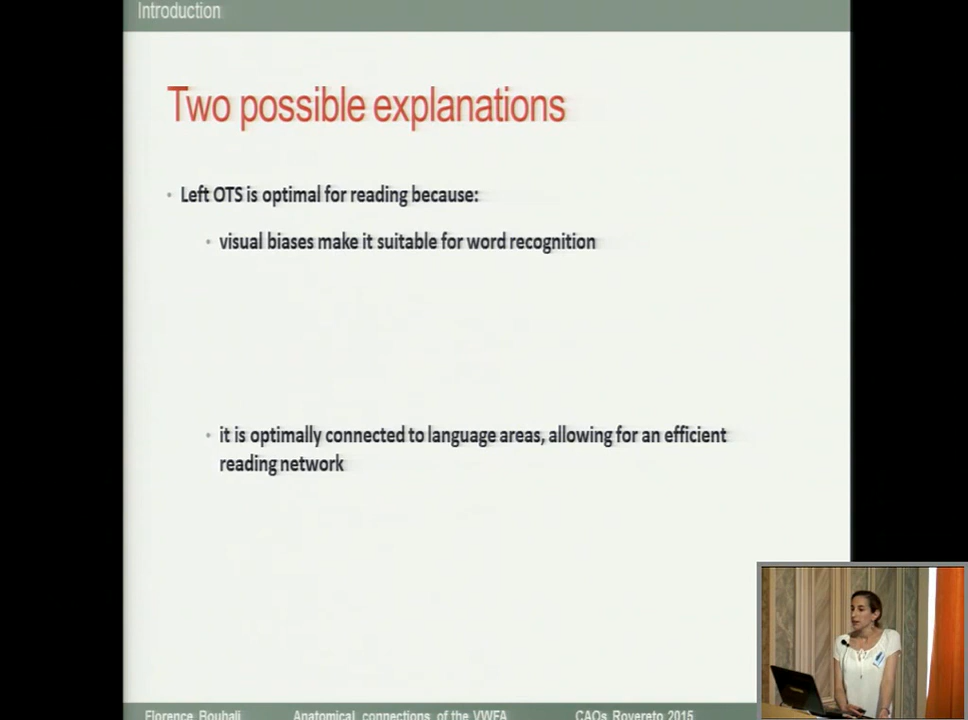 Introduction
Two possible explanations
• Left OTS is optimal for reading because:
• visual biases make it suitable for word recognition
• it is optimally connected to language areas, allowing for an efficient
reading network
Florence Bouhali Anatomical connections of the VWFA CAOs Rovereto 2015